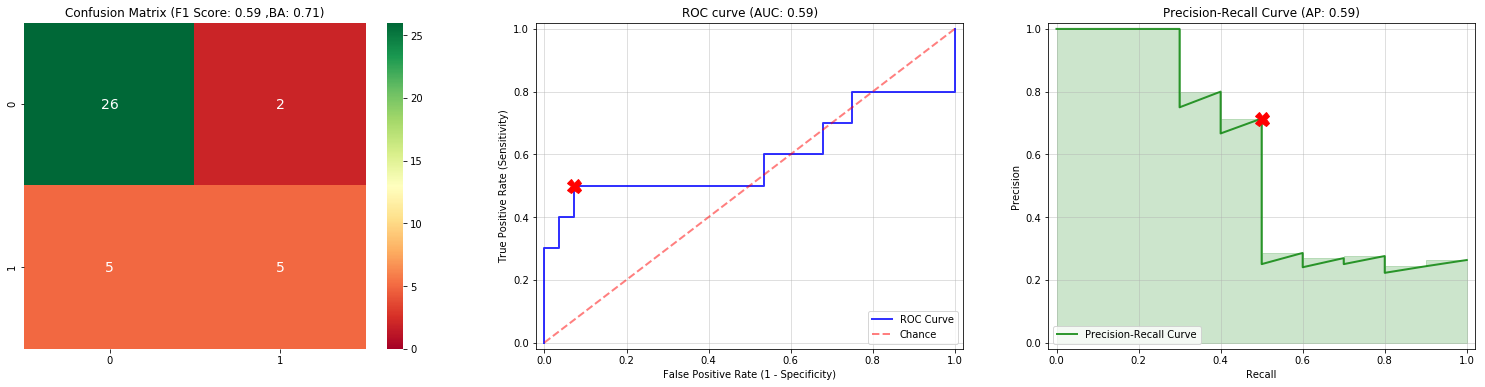 Confusion Matrix (F1 Score: 0.59 ,BA: 0.71)
0
1
26
2
5
5
0
1
25
20
15
10
5
0
ROC curve (AUC: 0.59)
True Positive Rate (Sensitivity)
1.0
0.8
0.6
0.4
0.2
0.0
ROC Curve
Chance
0.0 0.2 0.4 0.6 0.8 1.0
False Positive Rate (1 - Specificity)
Precision-Recall Curve (AP: 0.59)
Precision
1.0
0.8
0.6
0.4
0.2
0.0
Precision-Recall Curve
0.0 0.2 0.4 0.6 0.8 1.0
Recall